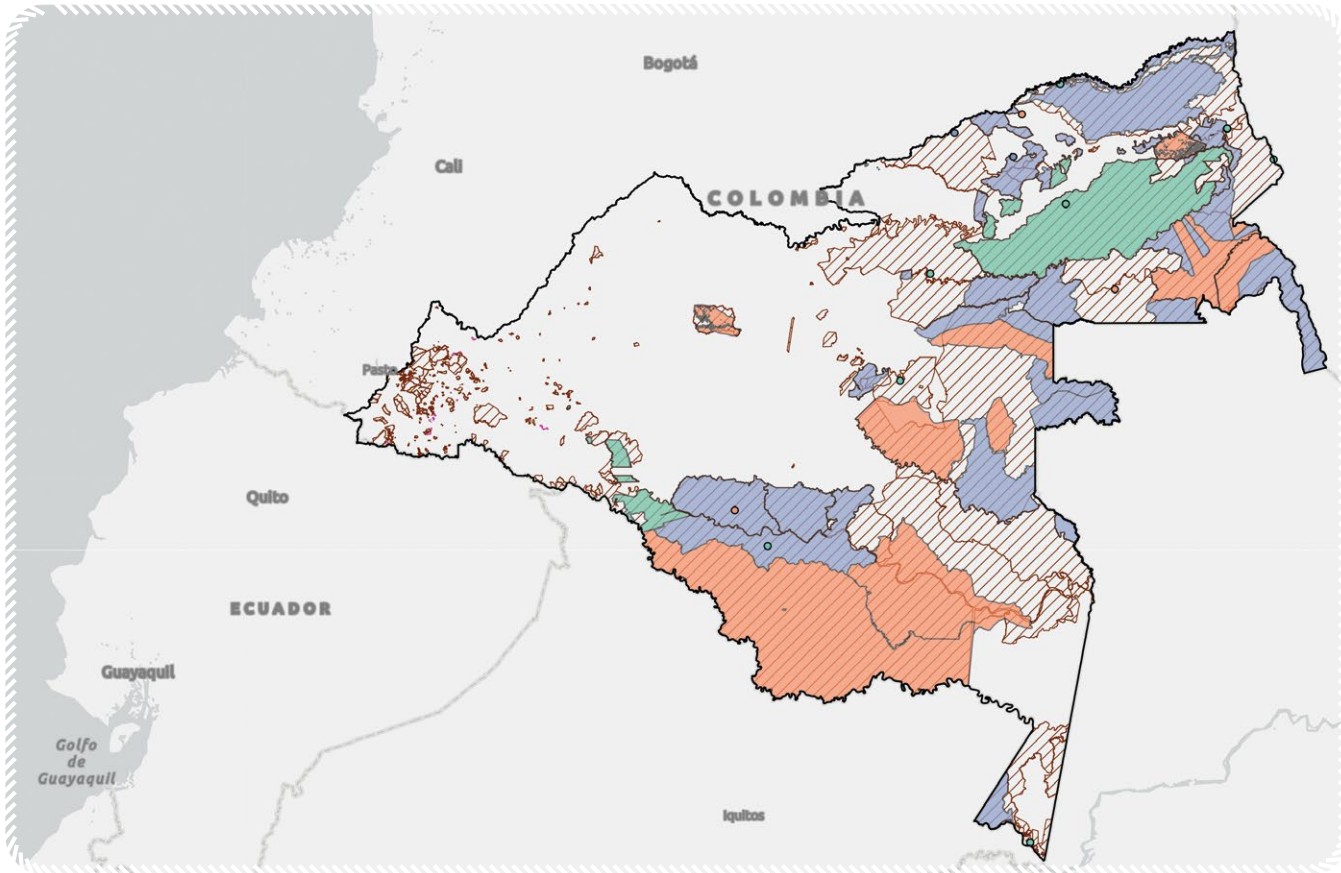 Bogotá
Cali
COLOMBIA
Pasto
Quito
ECUADOR
Guayaquil
Golfo
de
Guayaquil
Iquitos